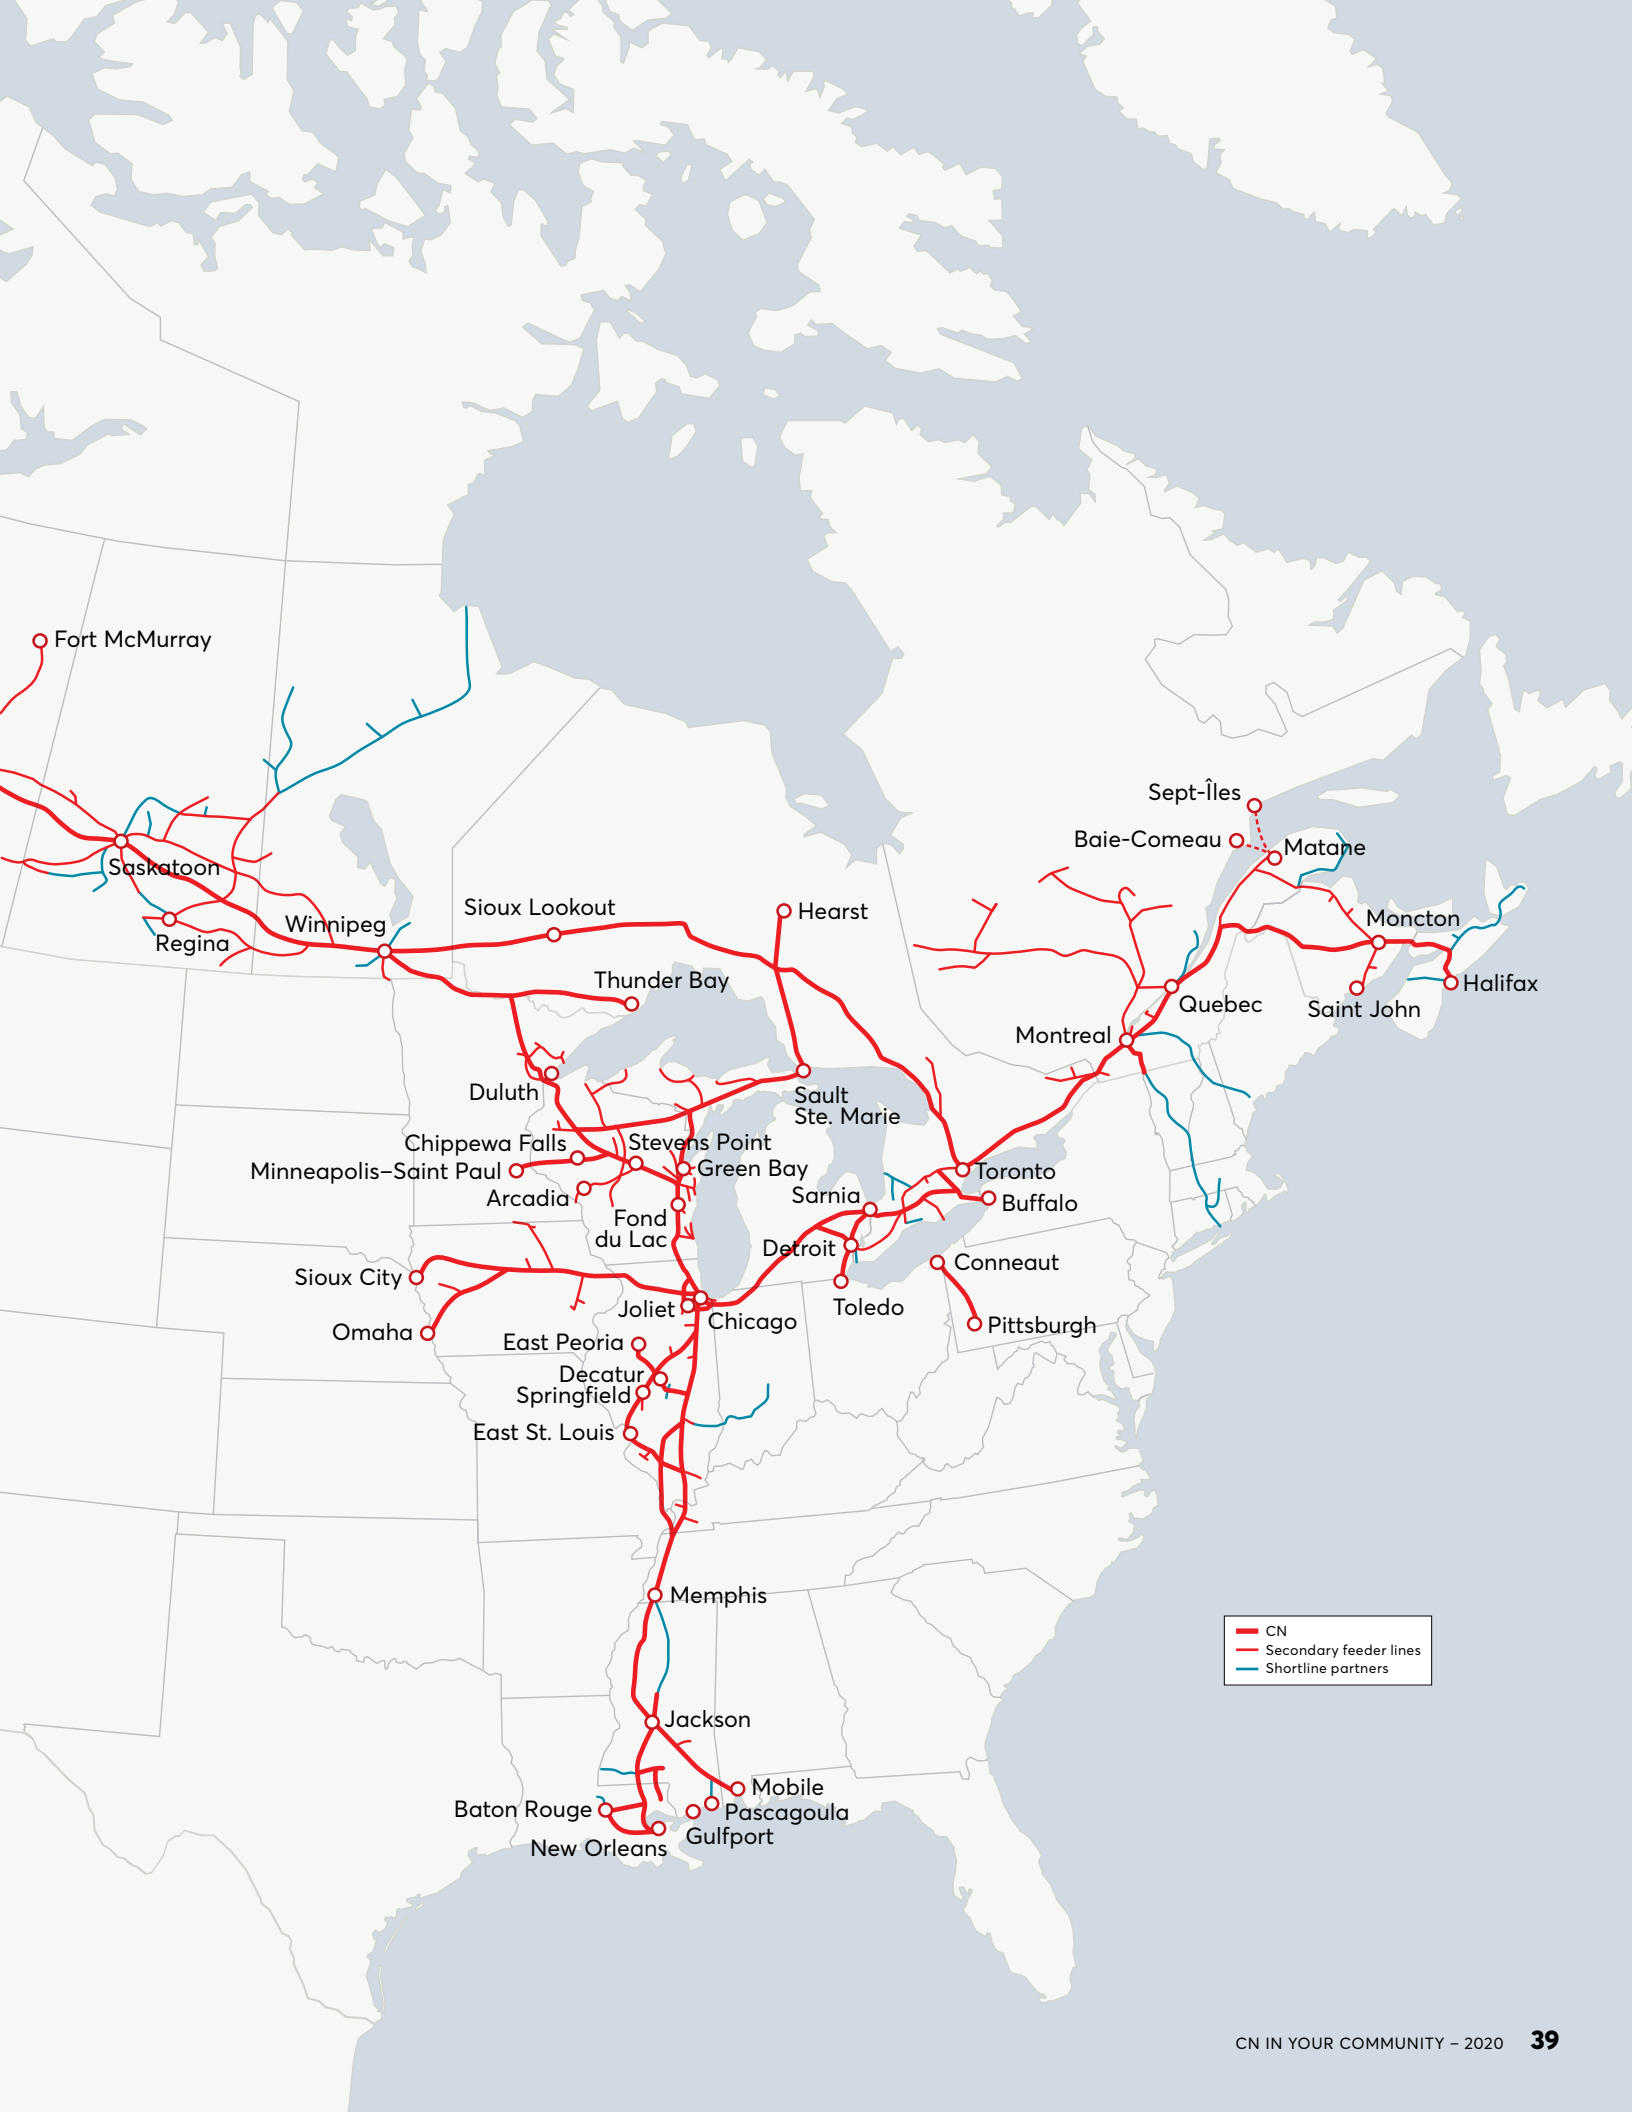 Fort McMurray
Sept-Îles
Baie-Comeau
Matane
Saskatoon
Sioux Lookout
Hearst
Moncton
Winnipeg
Regina
Thunder Bay
Halifax
Quebec
Saint John
Montreal
Duluth
Sault
Ste. Marie
Chippewa Falls
Stevens Point
Minneapolis–Saint Paul
Green Bay
Toronto
Arcadia
Sarnia
Buffalo
Fond
du Lac
Detroit
Conneaut
Sioux City
Joliet
Toledo
Chicago
Pittsburgh
Omaha
East Peoria
Decatur
Springfield
East St. Louis
Memphis
CN
Secondary feeder lines
Shortline partners
Jackson
Mobile
Baton Rouge
Pascagoula
Gulfport
New Orleans
CN IN YOUR COMMUNITY – 2020 39